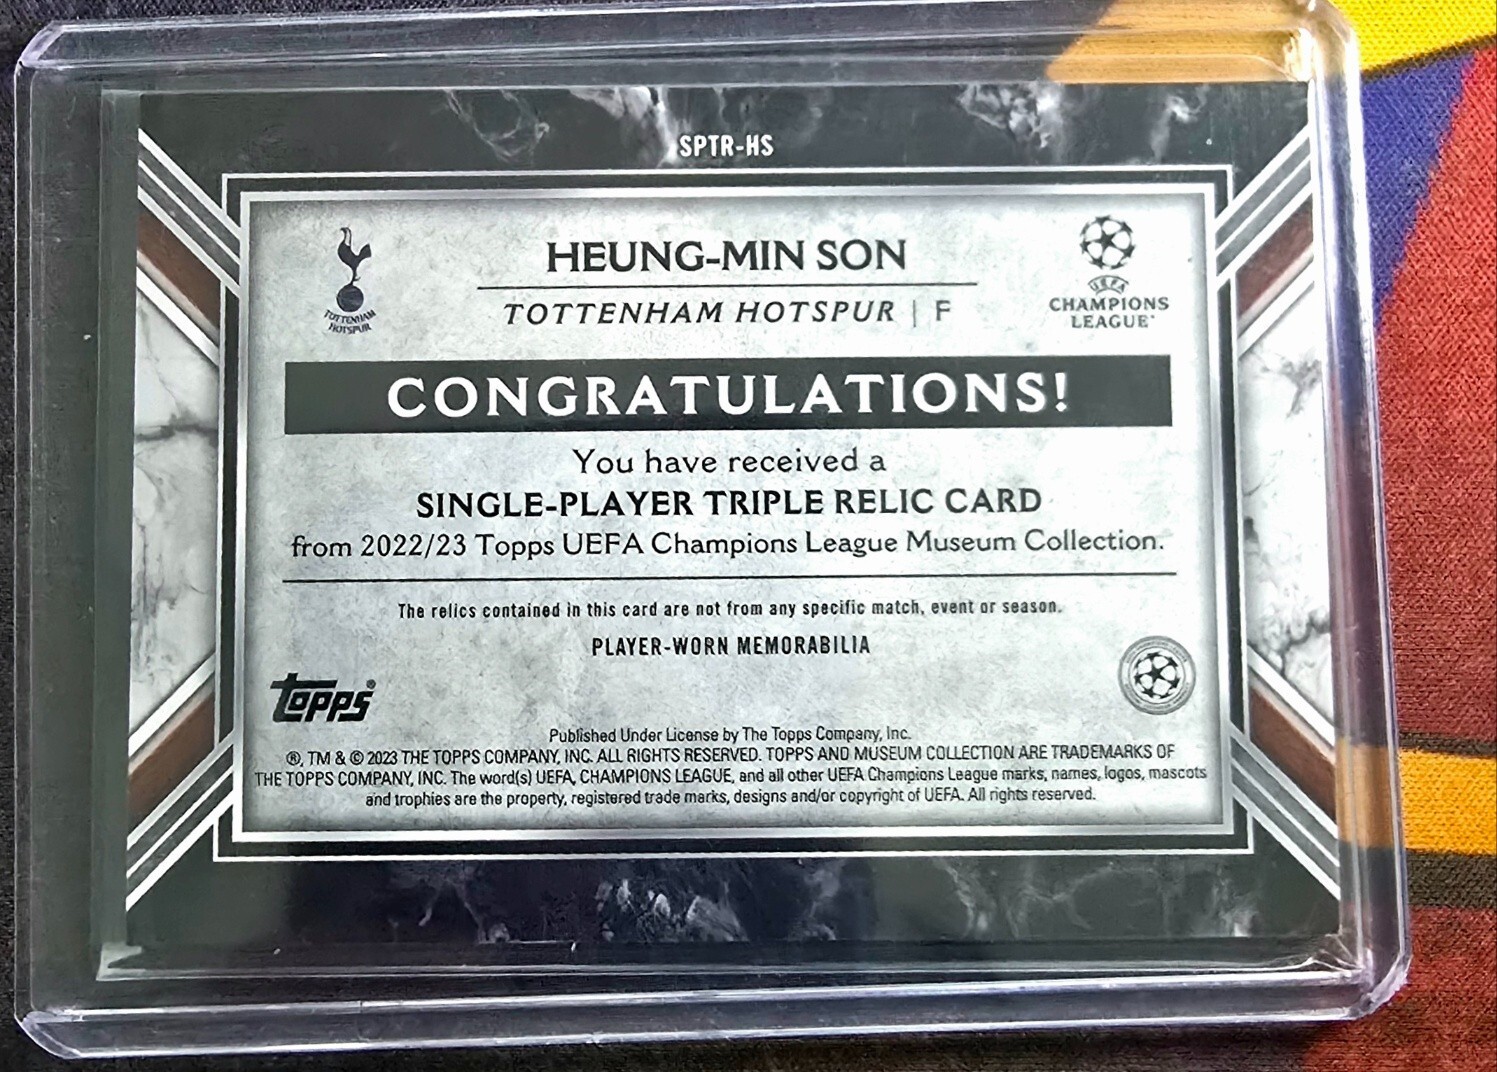 SPTR-HS
HEUNG-MIN SON
TOTTENHAM HOTSPUR | F
TOTTENHAM
HOTSPUR
UEFA
CHAMPIONS
LEAGUE®
CONGRATULATIONS!
You have received a
SINGLE-PLAYER TRIPLE RELIC CARD
from 2022/23 Topps UEFA Champions League Museum Collection.
The relics contained in this card are not from any specific match, event or season.
PLAYER-WORN MEMORABILIA
topps®
Published Under License by The Topps Company, Inc.
®, TM & © 2023 THE TOPPS COMPANY, INC. ALL RIGHTS RESERVED. TOPPS AND MUSEUM COLLECTION ARE TRADEMARKS OF
THE TOPPS COMPANY, INC. The word(s) UEFA, CHAMPIONS LEAGUE, and all other UEFA Champions League marks, names, logos, mascots
and trophies are the property, registered trade marks, designs and/or copyright of UEFA. All rights reserved.